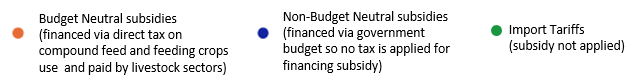 Budget Neutral subsidies
(financed via direct tax on
compound feed and feeding crops
use and paid by livestock sectors)
Non-Budget Neutral subsidies
(financed via government
budget so no tax is applied for
financing subsidy)
Import Tariffs
(subsidy not applied)